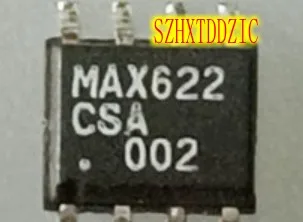 SZHXTDDZIC
MAX622
CSA
. 002